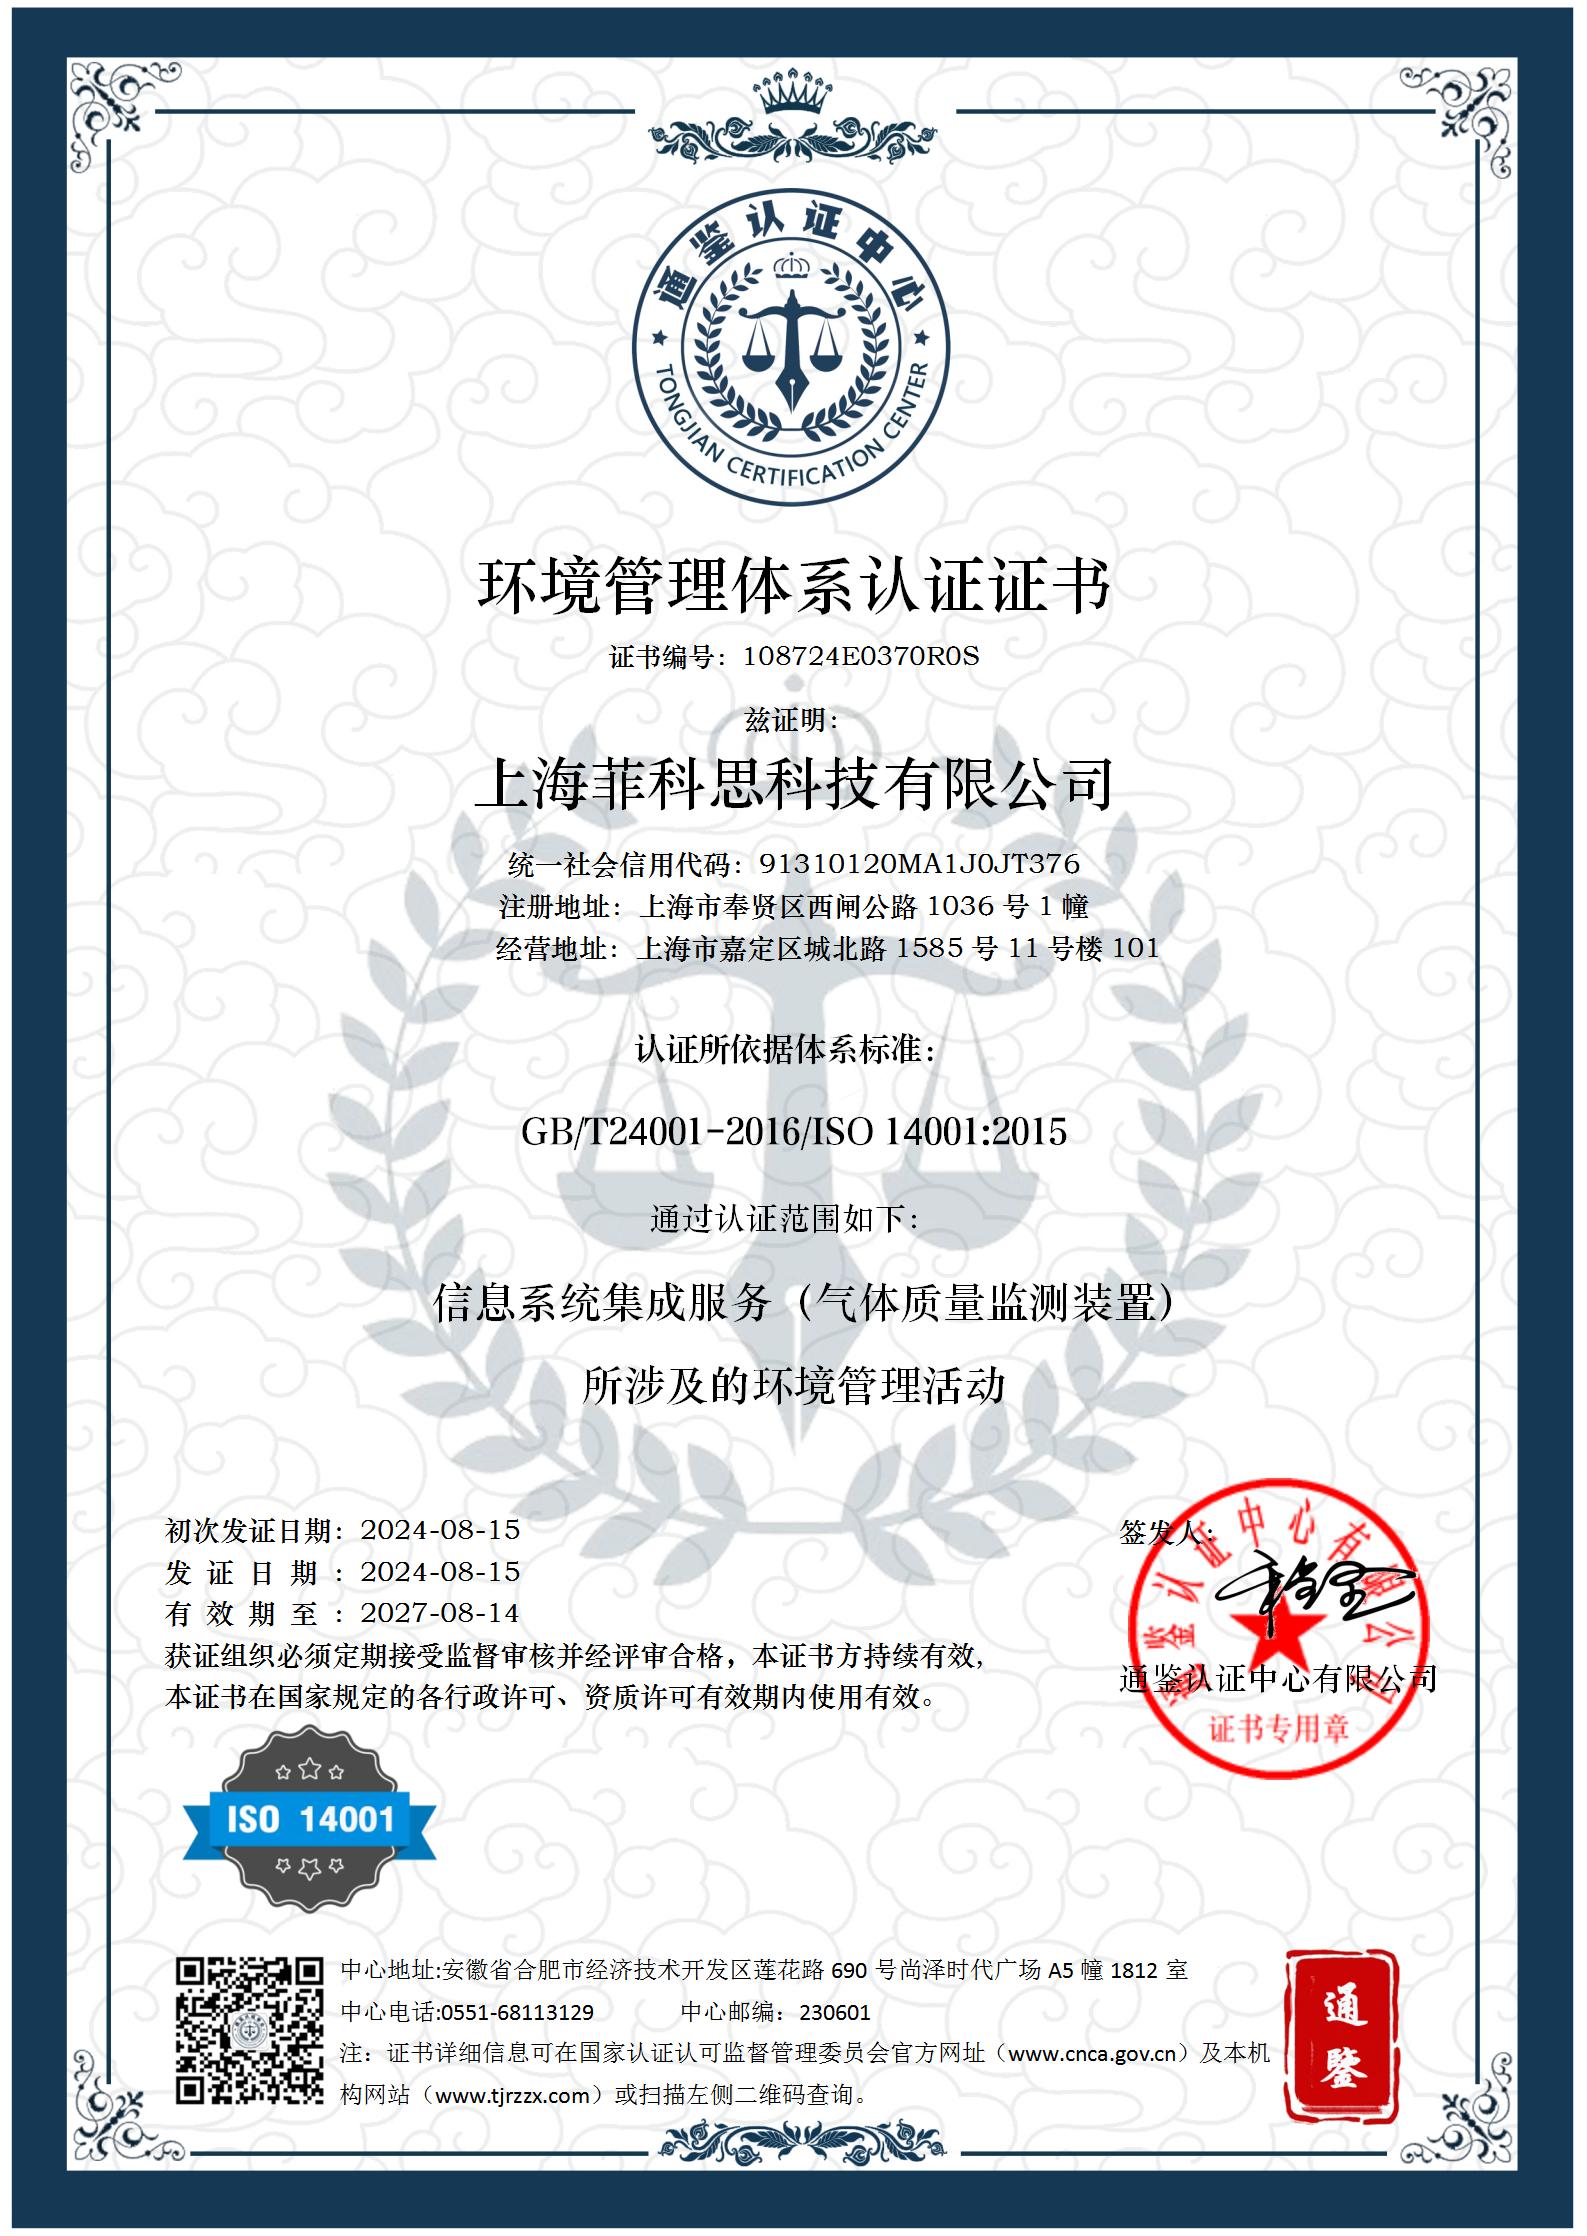 通鉴认证中心
TONGJIAN CERTIFICATION CENTER
环境管理体系认证证书
证书编号：108724E0370R0S
兹证明：
上海菲科思科技有限公司
统一社会信用代码：91310120MA1J0JT376
注册地址：上海市奉贤区西闸公路 1036 号 1 幢
经营地址：上海市嘉定区城北路 1585 号 11 号楼 101
认证所依据体系标准：
GB/T24001-2016/ISO 14001:2015
通过认证范围如下：
信息系统集成服务（气体质量监测装置）
所涉及的环境管理活动
初次发证日期：2024-08-15
发 证 日 期 ：2024-08-15
有 效 期 至 ：2027-08-14
获证组织必须定期接受监督审核并经评审合格，本证书方持续有效,
本证书在国家规定的各行政许可、资质许可有效期内使用有效。
签发人：
通鉴认证中心有限公司
通鉴认证中心有限公司
证书专用章
ISO 14001
中心地址:安徽省合肥市经济技术开发区莲花路 690 号尚泽时代广场 A5 幢 1812 室
中心电话:0551-68113129 中心邮编：230601
注：证书详细信息可在国家认证认可监督管理委员会官方网址（www.cnca.gov.cn）及本机
构网站（www.tjrzzx.com）或扫描左侧二维码查询。
通
鉴